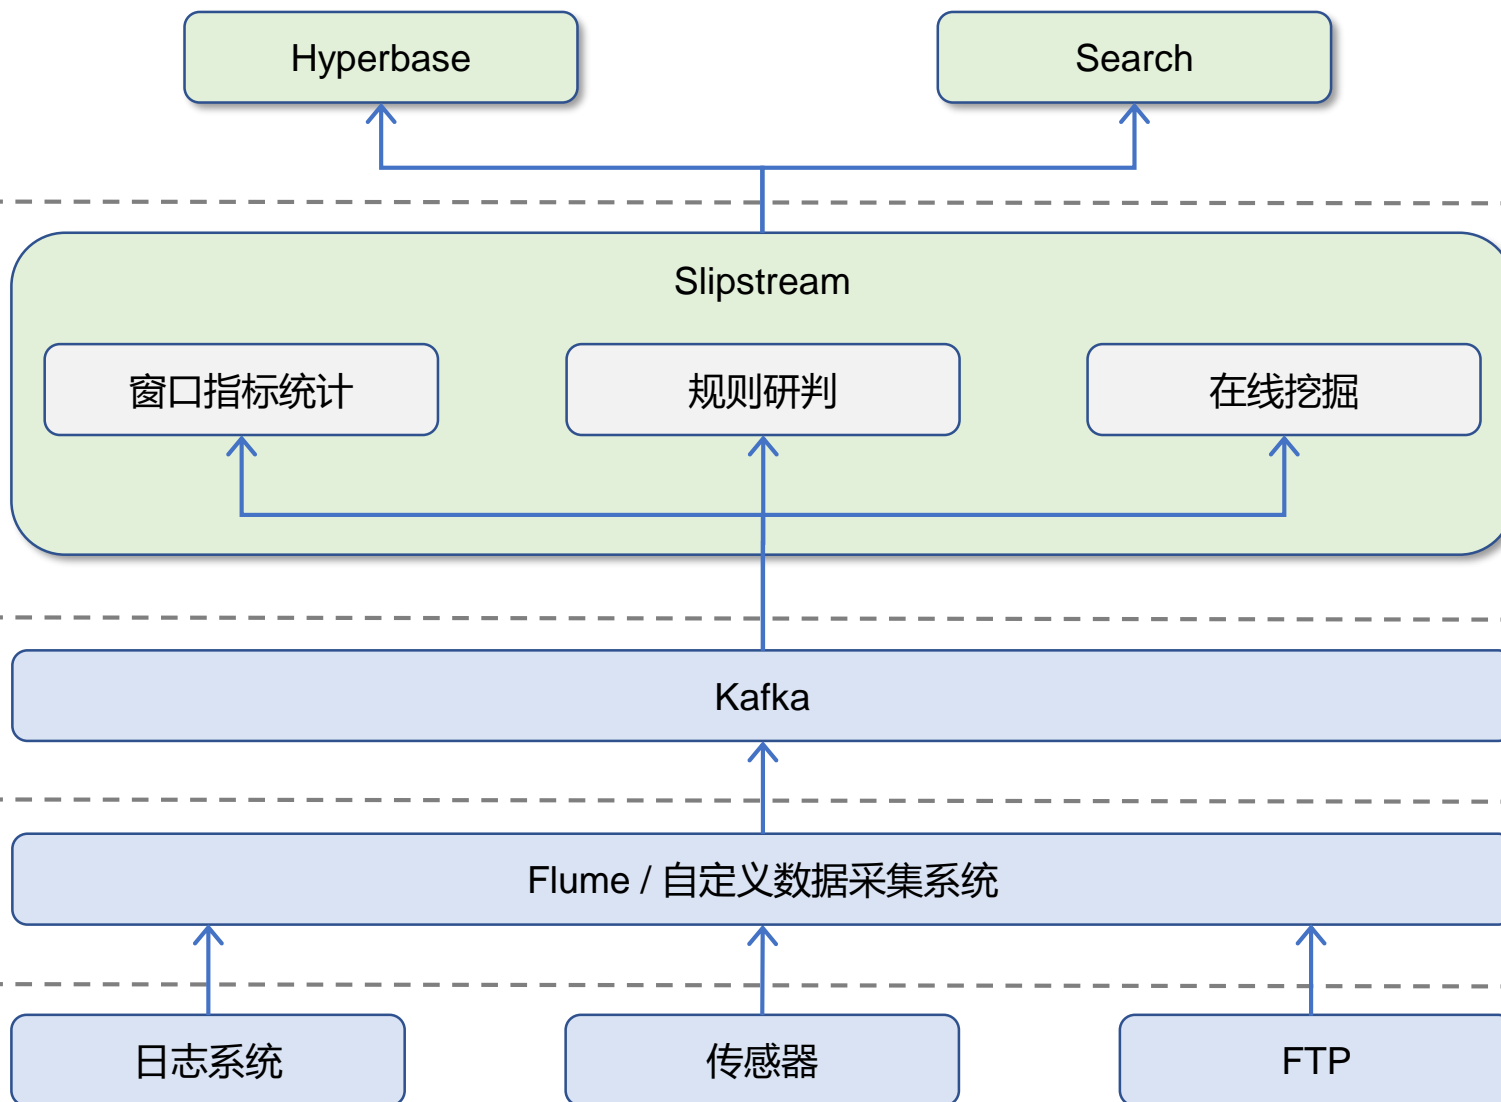 Hyperbase
Search
Slipstream
窗口指标统计
规则研判
在线挖掘
Kafka
Flume / 自定义数据采集系统
日志系统
传感器
FTP